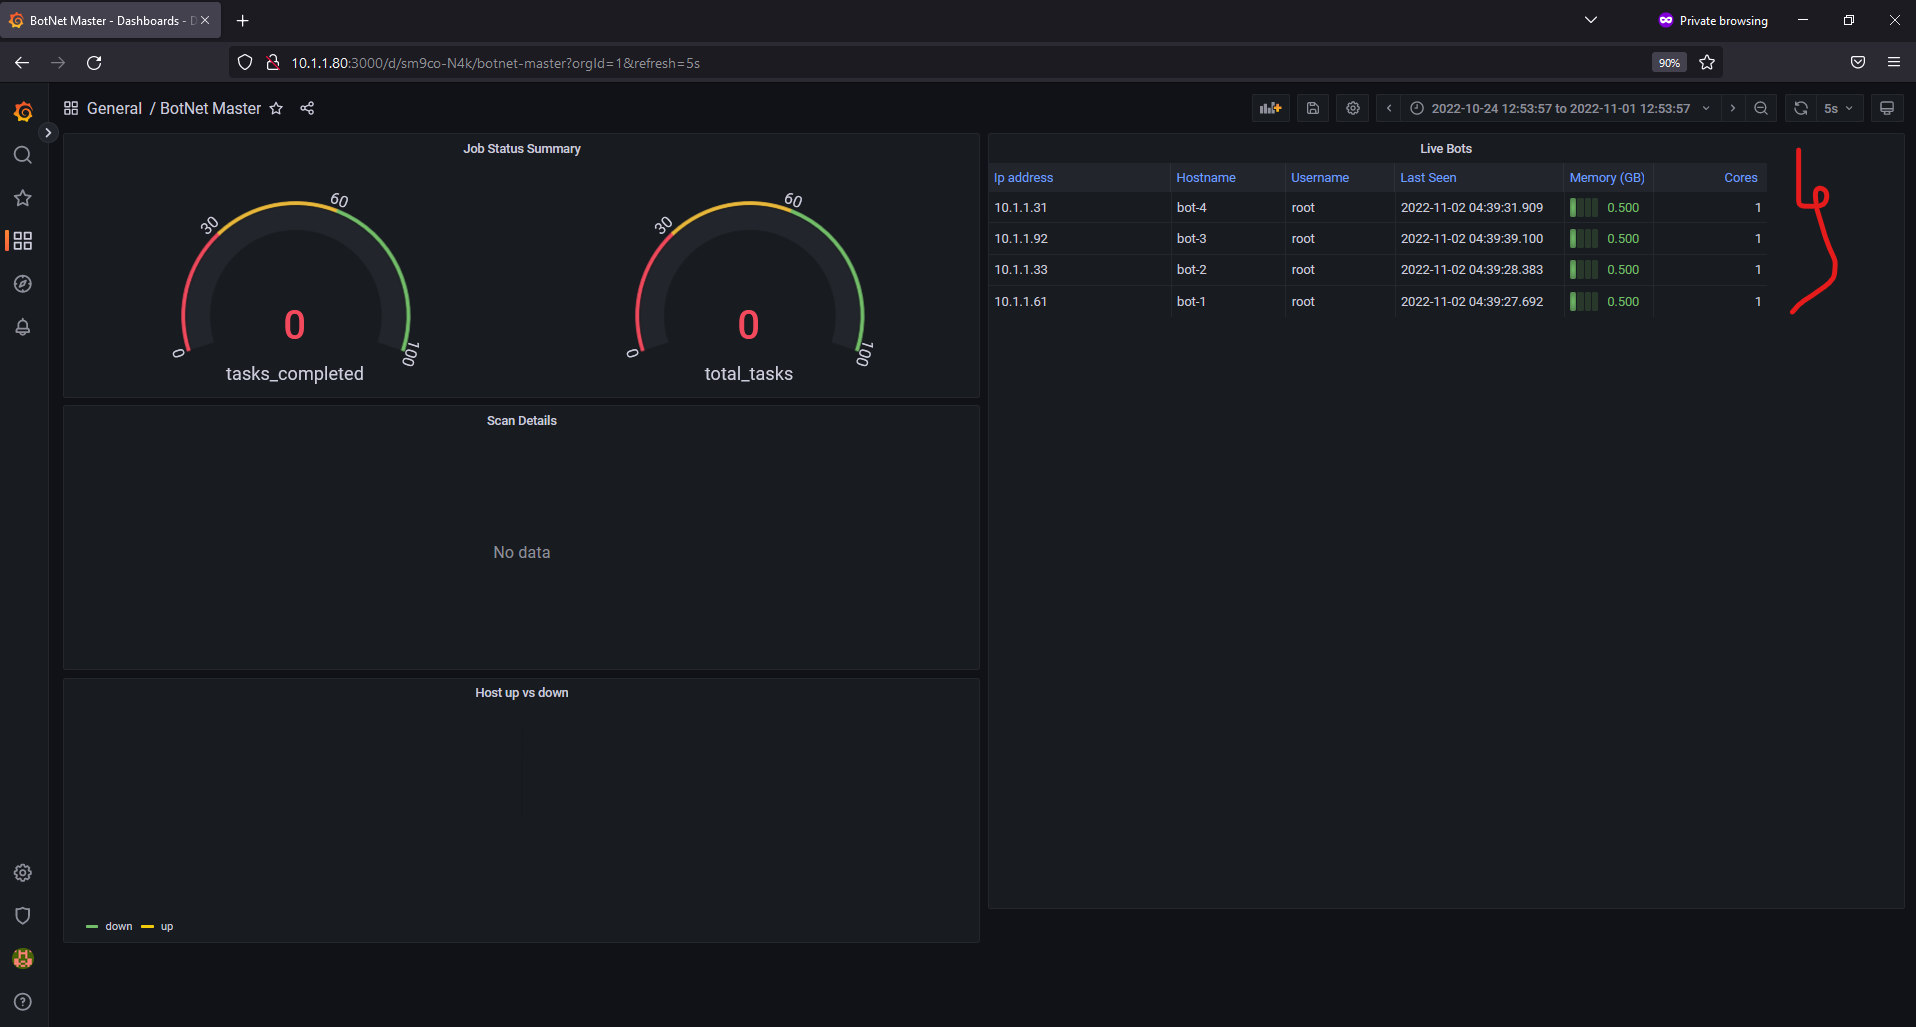 BotNet Master - Dashboards - D
Private browsing
10.1.1.80:3000/d/sm9co-N4k/botnet-master?orgId=1&refresh=5s
90%
General / BotNet Master
2022-10-24 12:53:57 to 2022-11-01 12:53:57
5s
Job Status Summary
0
30
60
100
0
tasks_completed
0
30
60
100
0
total_tasks
Live Bots
Ip address Hostname Username Last Seen Memory (GB) Cores
10.1.1.31 bot-4 root 2022-11-02 04:39:31.909 0.500 1
10.1.1.92 bot-3 root 2022-11-02 04:39:39.100 0.500 1
10.1.1.33 bot-2 root 2022-11-02 04:39:28.383 0.500 1
10.1.1.61 bot-1 root 2022-11-02 04:39:27.692 0.500 1
Scan Details
No data
Host up vs down
down up